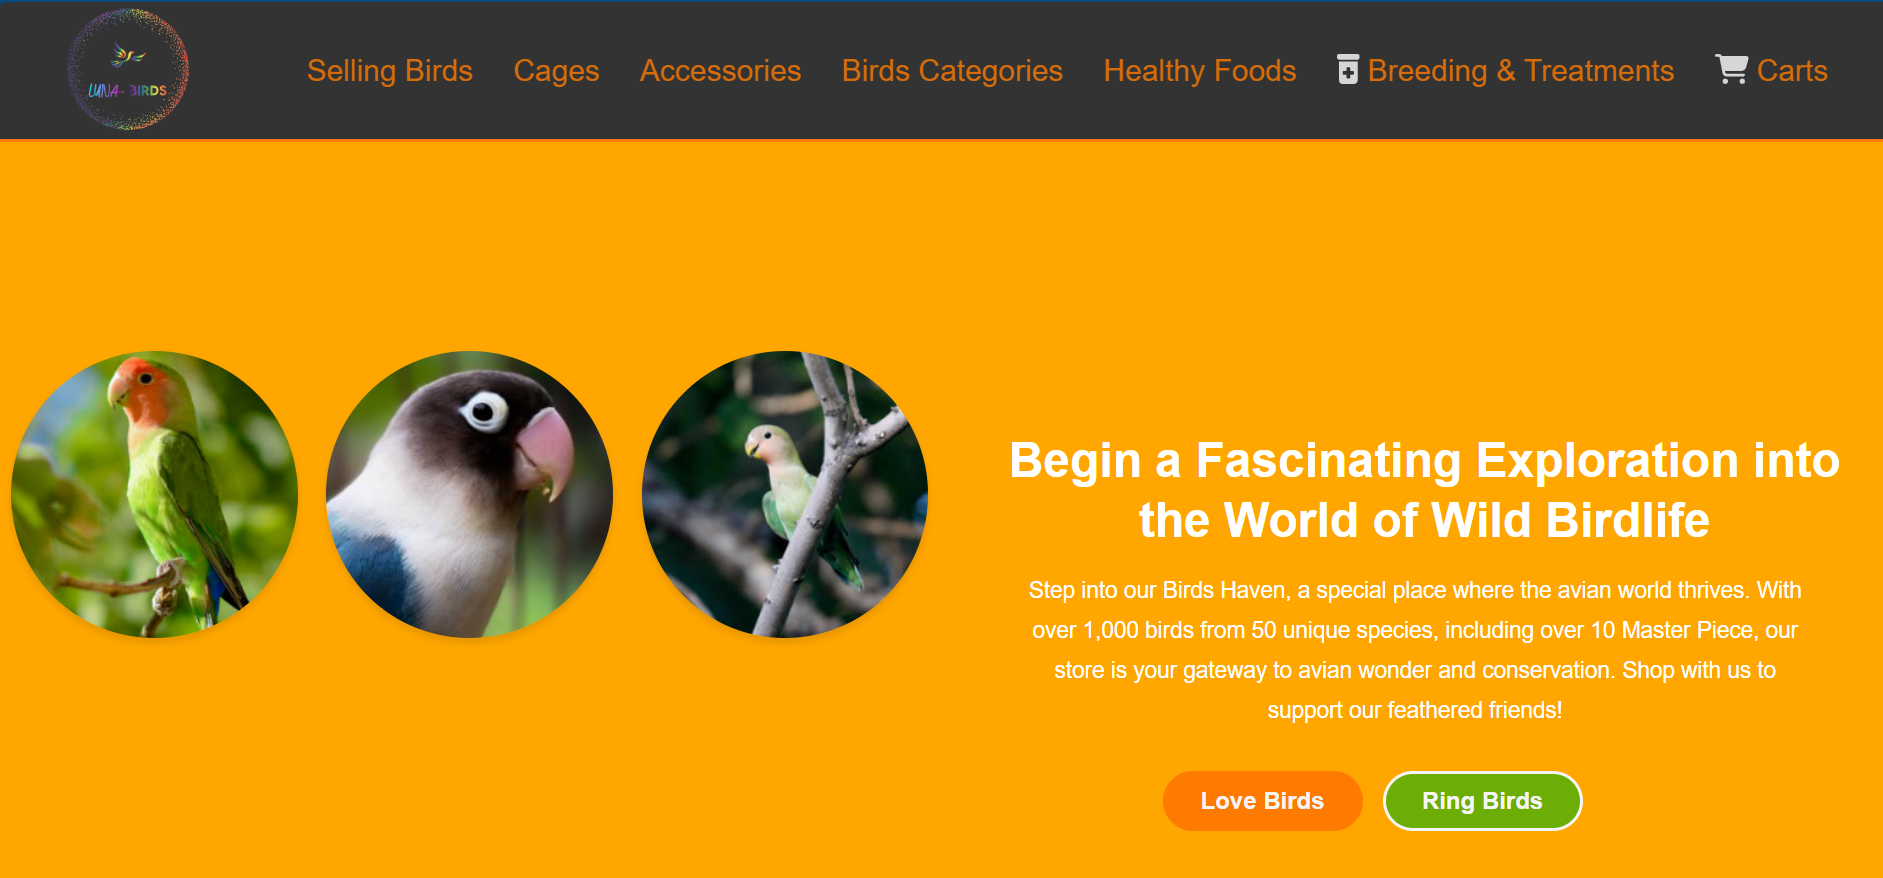 LUNA- BIRDS
Selling Birds
Cages
Accessories
Birds Categories
Healthy Foods
Breeding & Treatments
Carts
Begin a Fascinating Exploration into
the World of Wild Birdlife
Step into our Birds Haven, a special place where the avian world thrives. With
over 1,000 birds from 50 unique species, including over 10 Master Piece, our
store is your gateway to avian wonder and conservation. Shop with us to
support our feathered friends!
Love Birds
Ring Birds